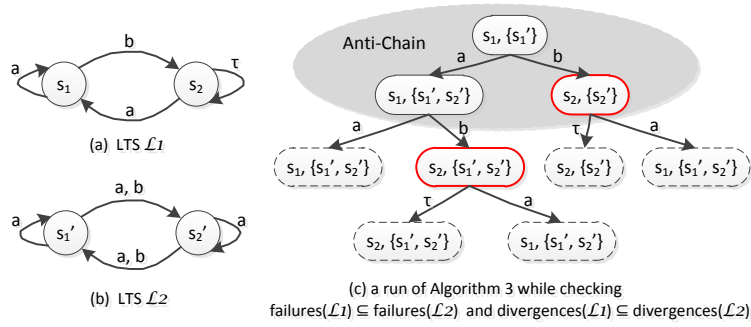 a
b
τ
s₁
s₂
a
(a) LTS ℒ1
a, b
a
a
s₁′
s₂′
a, b
(b) LTS ℒ2
Anti-Chain
s₁, {s₁′}
a
b
s₁, {s₁′, s₂′}
s₂, {s₂′}
a
b
τ
a
s₁, {s₁′, s₂′}
s₂, {s₁′, s₂′}
s₂, {s₂′}
s₁, {s₁′, s₂′}
τ
a
s₂, {s₁′, s₂′}
s₁, {s₁′, s₂′}
(c) a run of Algorithm 3 while checking
failures(ℒ1) ⊆ failures(ℒ2) and divergences(ℒ1) ⊆ divergences(ℒ2)